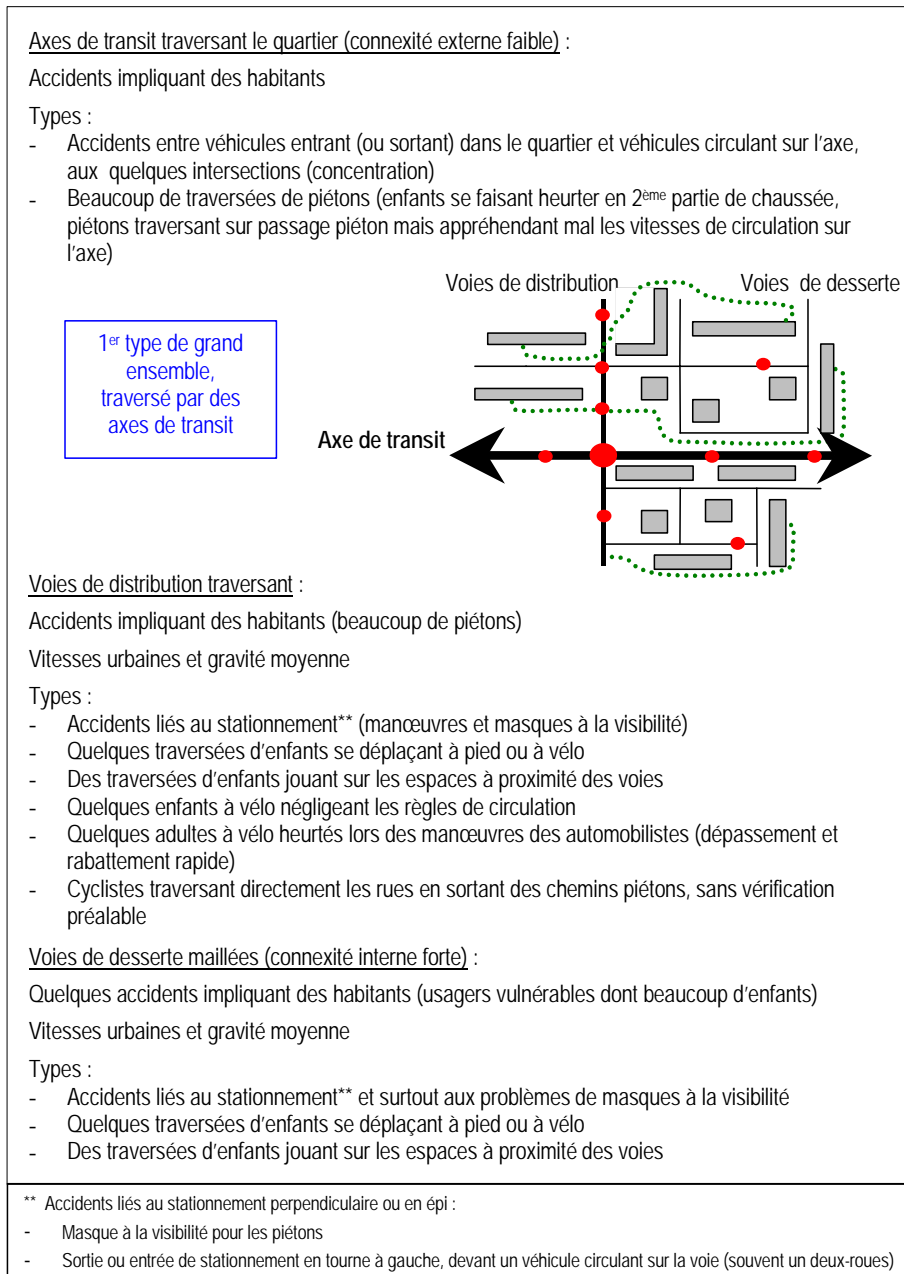 Axes de transit traversant le quartier (connexité externe faible) :
Accidents impliquant des habitants
Types :
- Accidents entre véhicules entrant (ou sortant) dans le quartier et véhicules circulant sur l'axe,
aux quelques intersections (concentration)
- Beaucoup de traversées de piétons (enfants se faisant heurter en 2ème partie de chaussée,
piétons traversant sur passage piéton mais appréhendant mal les vitesses de circulation sur
l'axe)
Voies de distribution
Voies de desserte
1er type de grand
ensemble,
traversé par des
axes de transit
Axe de transit
Voies de distribution traversant :
Accidents impliquant des habitants (beaucoup de piétons)
Vitesses urbaines et gravité moyenne
Types :
- Accidents liés au stationnement** (manœuvres et masques à la visibilité)
- Quelques traversées d'enfants se déplaçant à pied ou à vélo
- Des traversées d'enfants jouant sur les espaces à proximité des voies
- Quelques enfants à vélo négligeant les règles de circulation
- Quelques adultes à vélo heurtés lors des manœuvres des automobilistes (dépassement et
rabattement rapide)
- Cyclistes traversant directement les rues en sortant des chemins piétons, sans vérification
préalable
Voies de desserte maillées (connexité interne forte) :
Quelques accidents impliquant des habitants (usagers vulnérables dont beaucoup d'enfants)
Vitesses urbaines et gravité moyenne
Types :
- Accidents liés au stationnement** et surtout aux problèmes de masques à la visibilité
- Quelques traversées d'enfants se déplaçant à pied ou à vélo
- Des traversées d'enfants jouant sur les espaces à proximité des voies
** Accidents liés au stationnement perpendiculaire ou en épi :
- Masque à la visibilité pour les piétons
- Sortie ou entrée de stationnement en tourne à gauche, devant un véhicule circulant sur la voie (souvent un deux-roues)